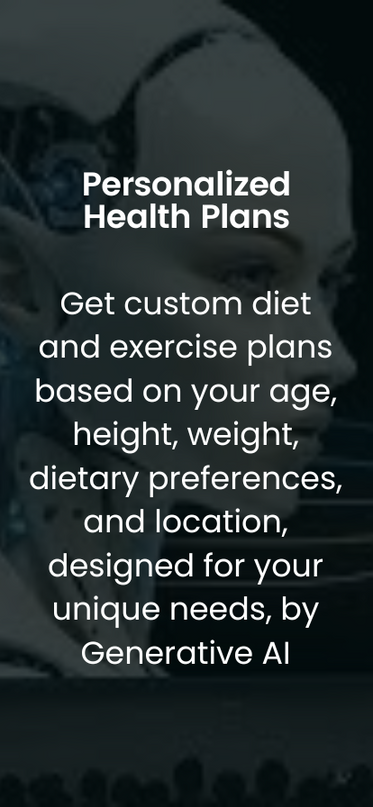 Personalized
Health Plans
Get custom diet
and exercise plans
based on your age,
height, weight,
dietary preferences,
and location,
designed for your
unique needs, by
Generative AI